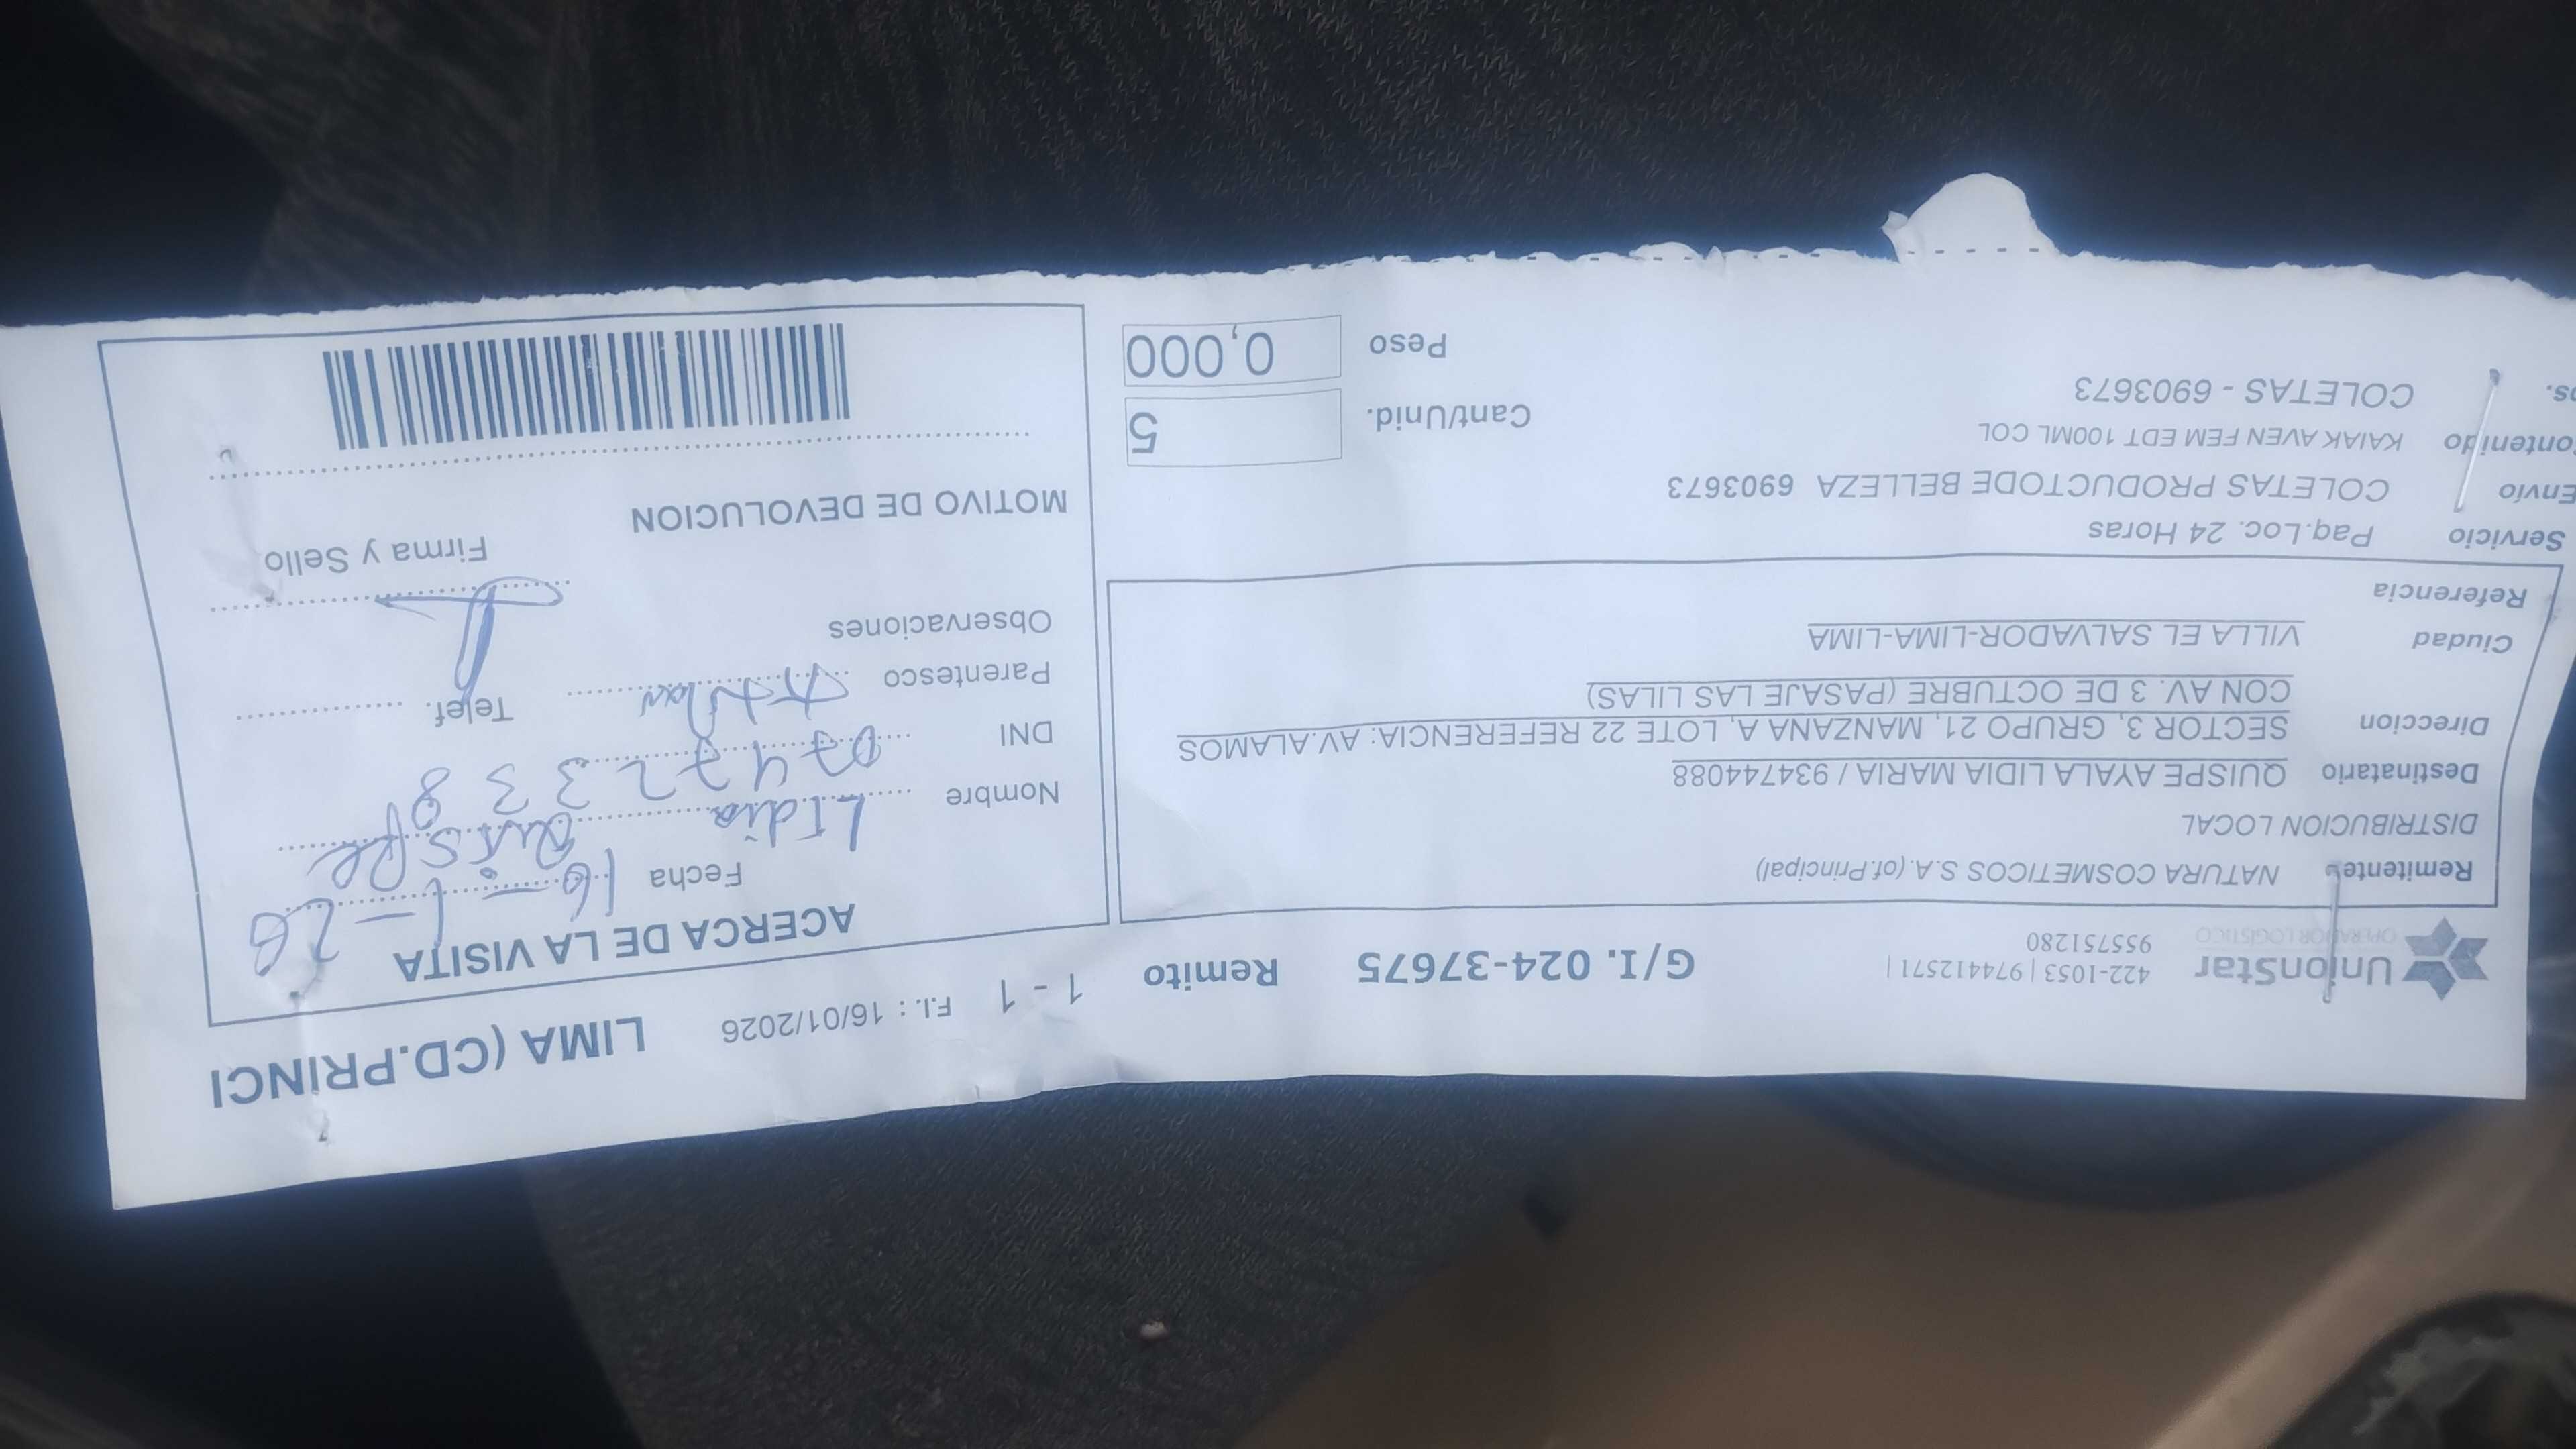 LIMA (CD.PRINCI
UnionStar
OPERADOR LOGISTICO
422-1053 | 974412571 |
955751280
G/I. 024-37675
Remito
1 - 1
F.I. : 16/01/2026
Remitente NATURA COSMETICOS S.A. (of.Principal)
DISTRIBUCION LOCAL
Destinatario QUISPE AYALA LIDIA MARIA / 934744088
Direccion SECTOR 3, GRUPO 21, MANZANA A, LOTE 22 REFERENCIA: AV.ALAMOS
CON AV. 3 DE OCTUBRE (PASAJE LAS LILAS)
Ciudad VILLA EL SALVADOR-LIMA-LIMA
Referencia
Servicio Paq.Loc. 24 Horas
Envío COLETAS PRODUCTODE BELLEZA 6903673
Contenido KAIAK AVEN FEM EDT 100ML COL
os. COLETAS - 6903673
Cant/Unid. 5
Peso 0,000
ACERCA DE LA VISITA
Fecha 16-1-26
Nombre Lidia Quispe
DNI 07472338
Parentesco
Telef.
Observaciones
Firma y Sello
MOTIVO DE DEVOLUCION